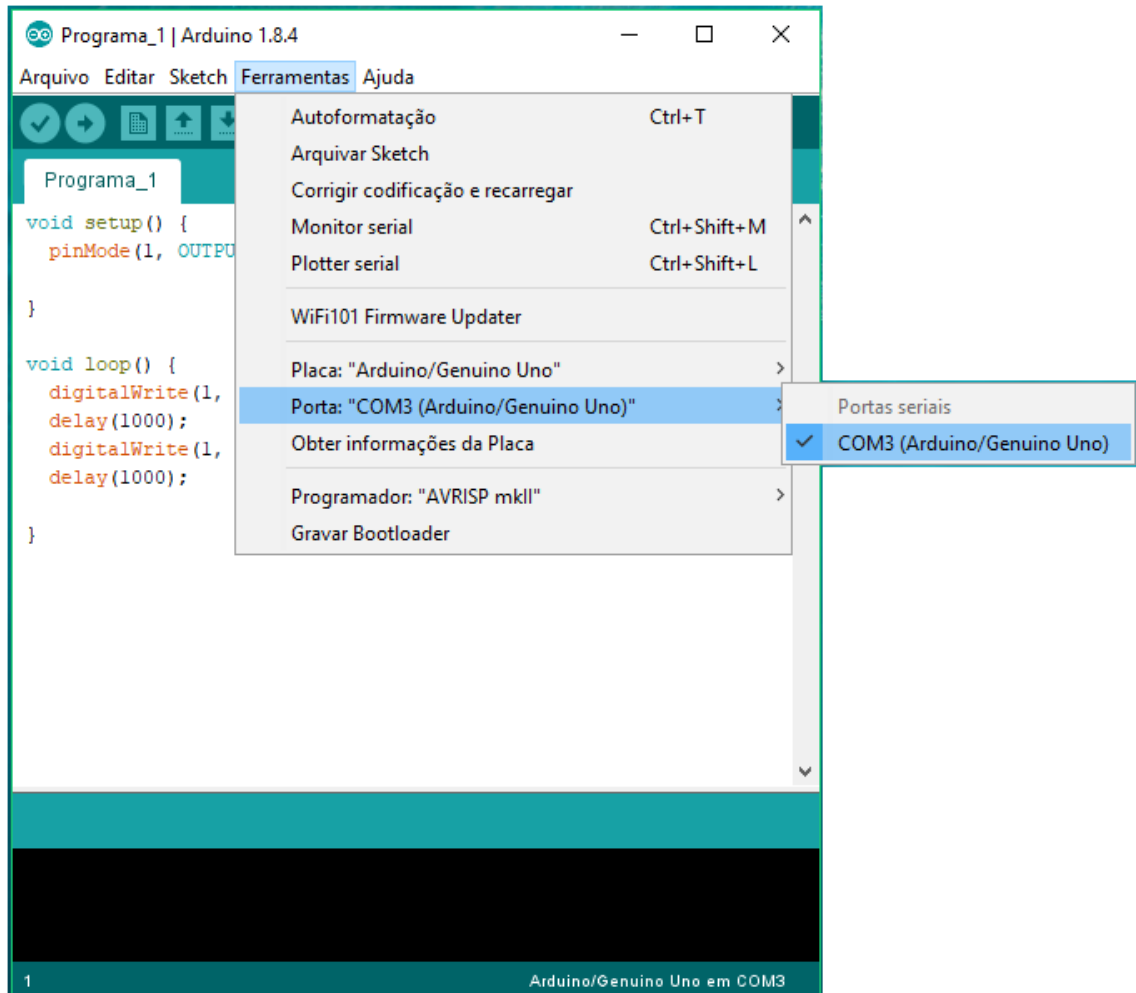 Programa_1 | Arduino 1.8.4
Arquivo Editar Sketch Ferramentas Ajuda
Programa_1
void setup() {
pinMode(1, OUTPU
}
void loop() {
digitalWrite(1,
delay(1000);
digitalWrite(1,
delay(1000);
}
Autoformatação Ctrl+T
Arquivar Sketch
Corrigir codificação e recarregar
Monitor serial Ctrl+Shift+M
Plotter serial Ctrl+Shift+L
WiFi101 Firmware Updater
Placa: "Arduino/Genuino Uno"
Porta: "COM3 (Arduino/Genuino Uno)"
Obter informações da Placa
Programador: "AVRISP mkII"
Gravar Bootloader
Portas seriais
COM3 (Arduino/Genuino Uno)
1 Arduino/Genuino Uno em COM3